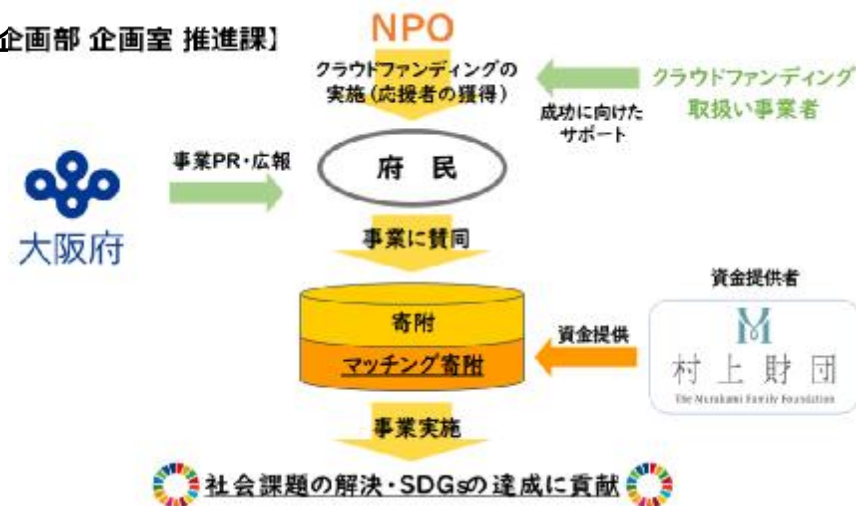 企画部 企画室 推進課】
NPO
クラウドファンディングの
実施(応援者の獲得)
クラウドファンディング
取扱い事業者
成功に向けた
サポート
事業PR・広報
府 民
大阪府
事業に賛同
資金提供者
寄附
マッチング寄附
資金提供
村上財団
The Murakami Family Foundation
事業実施
社会課題の解決・SDGsの達成に貢献